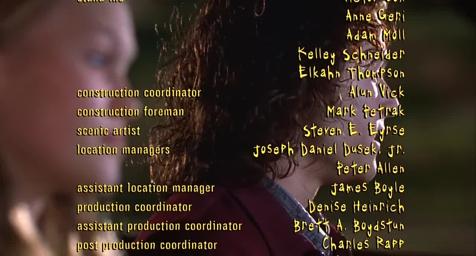 Anne Geri
Adam Moll
Kelley Schneider
Elkahn Thompson
construction coordinator Alun Vick
construction foreman Mark Petrak
scenic artist Steven E. Eyrse
location managers Joseph Daniel Dusek, Jr.
Peter Allen
assistant location manager James Boyle
production coordinator Denise Heinrich
assistant production coordinator Brett A. Boydstun
post production coordinator Charles Rapp